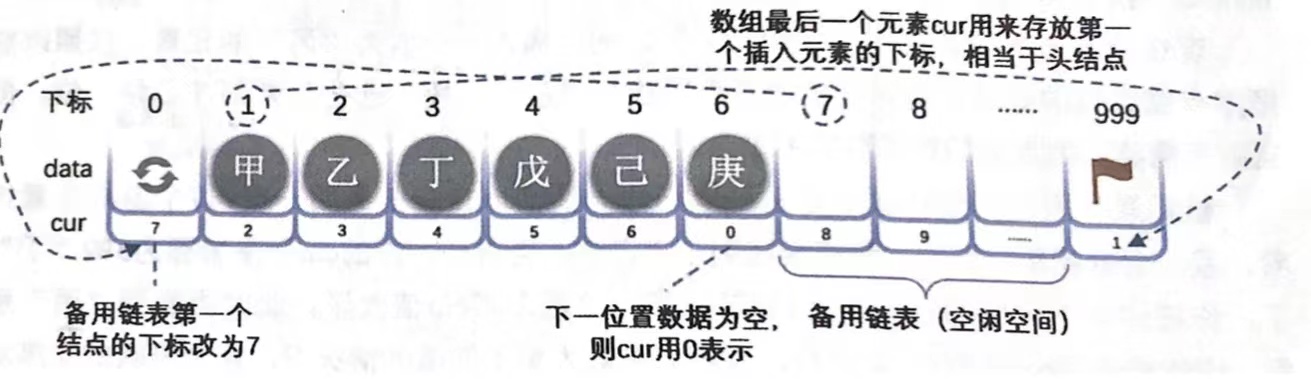 数组最后一个元素cur用来存放第一
个插入元素的下标，相当于头结点
下标 0 1 2 3 4 5 6 7 8 …… 999
data 甲 乙 丁 戊 己 庚
cur 7 2 3 4 5 6 0 8 9 …… 1
备用链表第一个
结点的下标改为7
下一位置数据为空，
则cur用0表示
备用链表（空闲空间）